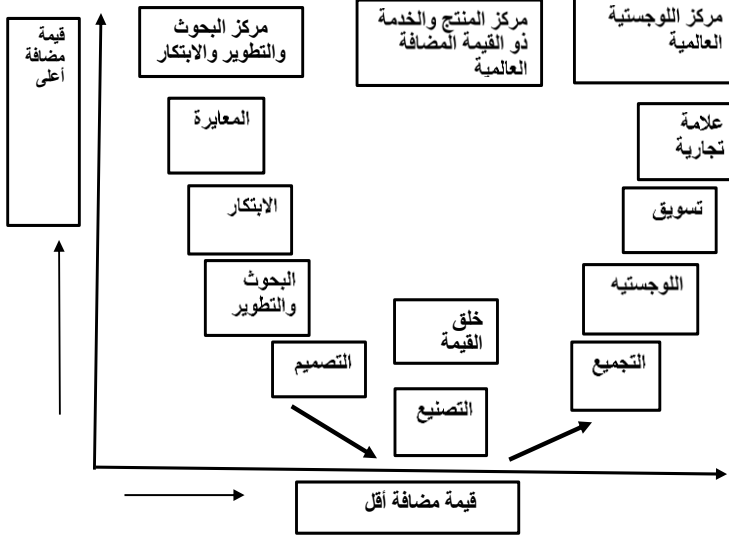 مركز اللوجستية
العالمية
مركز المنتج والخدمة
ذو القيمة المضافة
العالمية
مركز البحوث
والتطوير والابتكار
قيمة
مضافة
أعلى
علامة
تجارية
المعايرة
تسويق
الابتكار
اللوجستيه
البحوث
والتطوير
خلق
القيمة
التجميع
التصميم
التصنيع
قيمة مضافة أقل